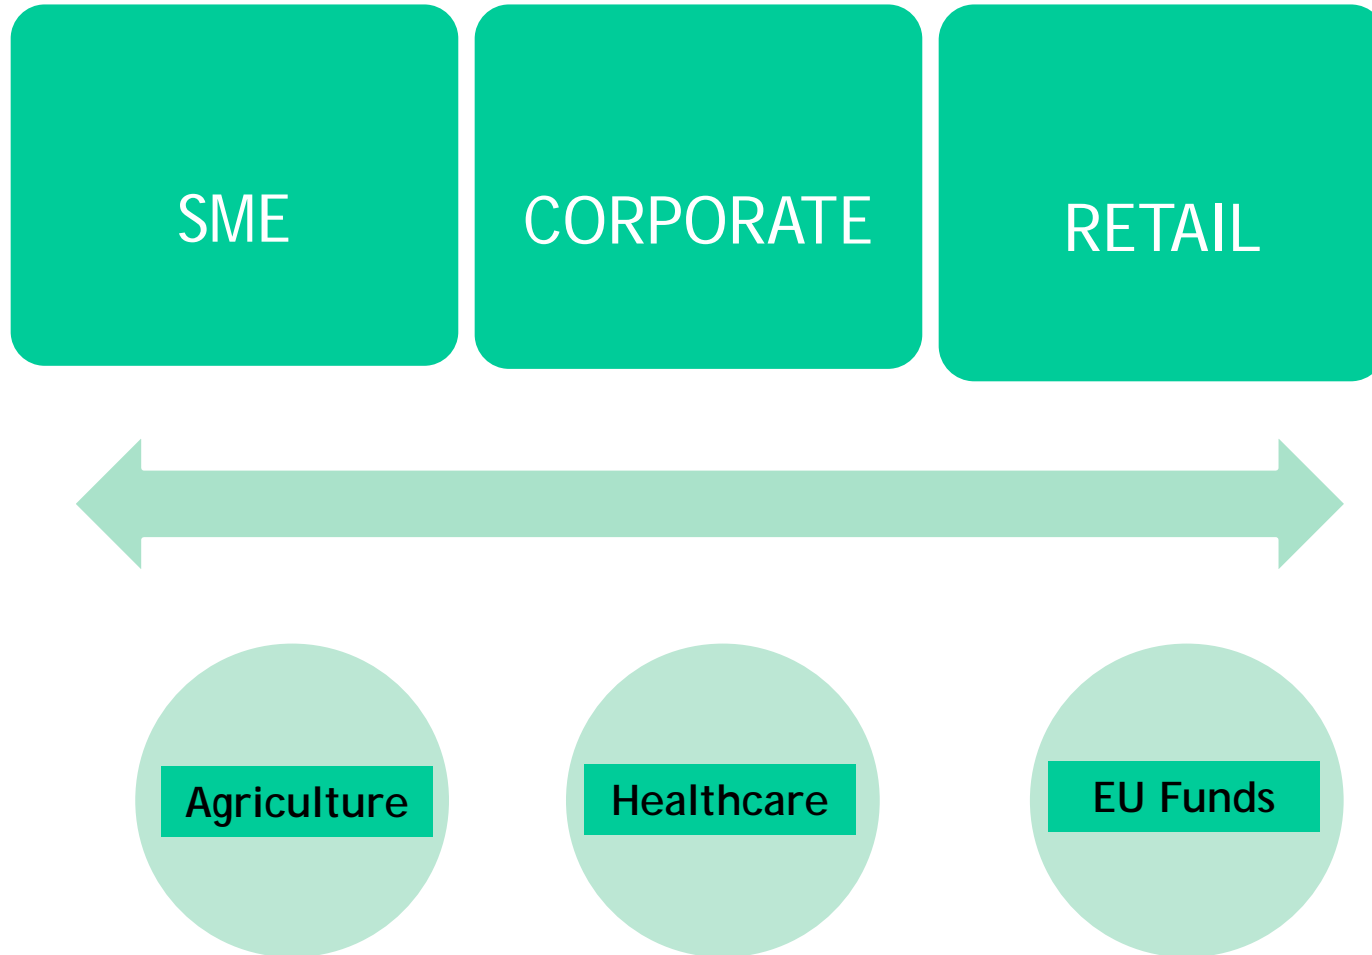 SME
CORPORATE
RETAIL
Agriculture
Healthcare
EU Funds